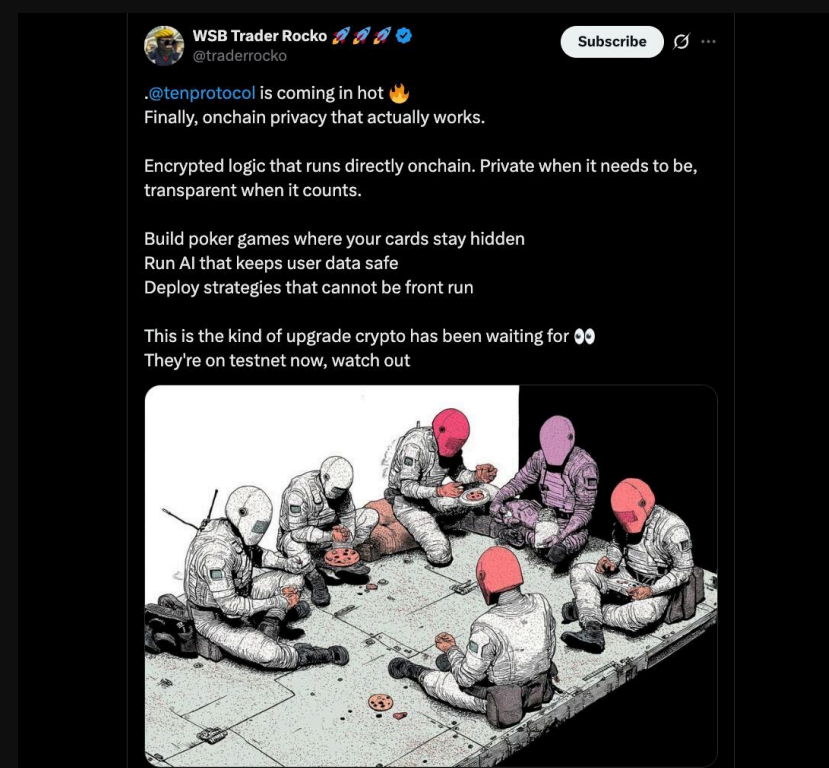 WSB Trader Rocko 🚀🚀🚀
Subscribe
@traderrocko
.@tenprotocol is coming in hot 🔥
Finally, onchain privacy that actually works.
Encrypted logic that runs directly onchain. Private when it needs to be,
transparent when it counts.
Build poker games where your cards stay hidden
Run AI that keeps user data safe
Deploy strategies that cannot be front run
This is the kind of upgrade crypto has been waiting for 👀
They're on testnet now, watch out